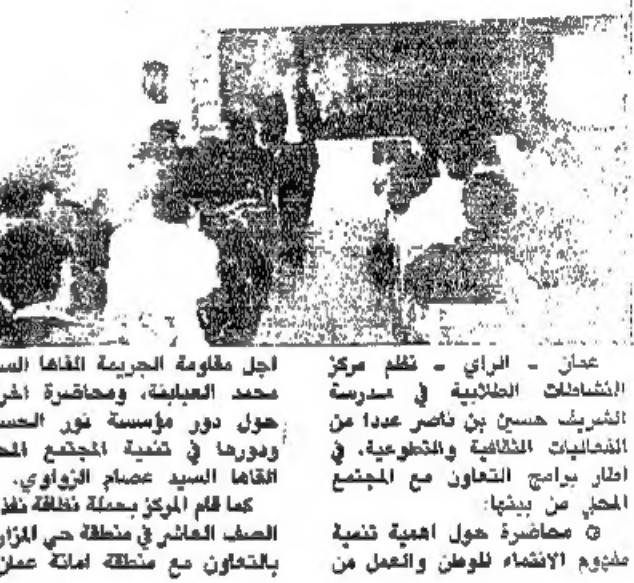 عمان - الراي - نظم مركز
النشاطات الطلابية في مدرسة
الشريف حسين بن ناصر عددا من
الفعاليات الثقافية والتطوعية، في
اطار برامج التعاون مع المجتمع
المحلي من بينها:
محاضرة حول اهمية تنمية
مفهوم الانتماء للوطن والعمل من
اجل مقاومة الجريمة القاها
محمد العبابنة، ومحاضرة
حول دور مؤسسة نور
ودورها في تنمية المجتمع
القاها السيد عصام الزواوي.
كما قام المركز بحملة نظافة
الصف العاشر في منطقة حي
بالتعاون مع منطقة امانة عمان